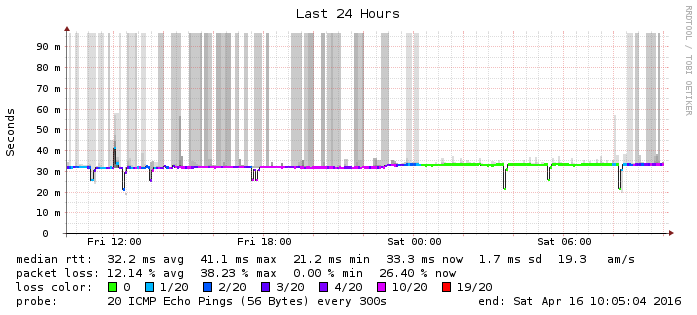 Last 24 Hours
RRDTOOL / TOBI OETIKER
Seconds
90 m
80 m
70 m
60 m
50 m
40 m
30 m
20 m
10 m
0
Fri 12:00 Fri 18:00 Sat 00:00 Sat 06:00
median rtt: 32.2 ms avg 41.1 ms max 21.2 ms min 33.3 ms now 1.7 ms sd 19.3 am/s
packet loss: 12.14 % avg 38.23 % max 0.00 % min 26.40 % now
loss color: 0 1/20 2/20 3/20 4/20 10/20 19/20
probe: 20 ICMP Echo Pings (56 Bytes) every 300s end: Sat Apr 16 10:05:04 2016